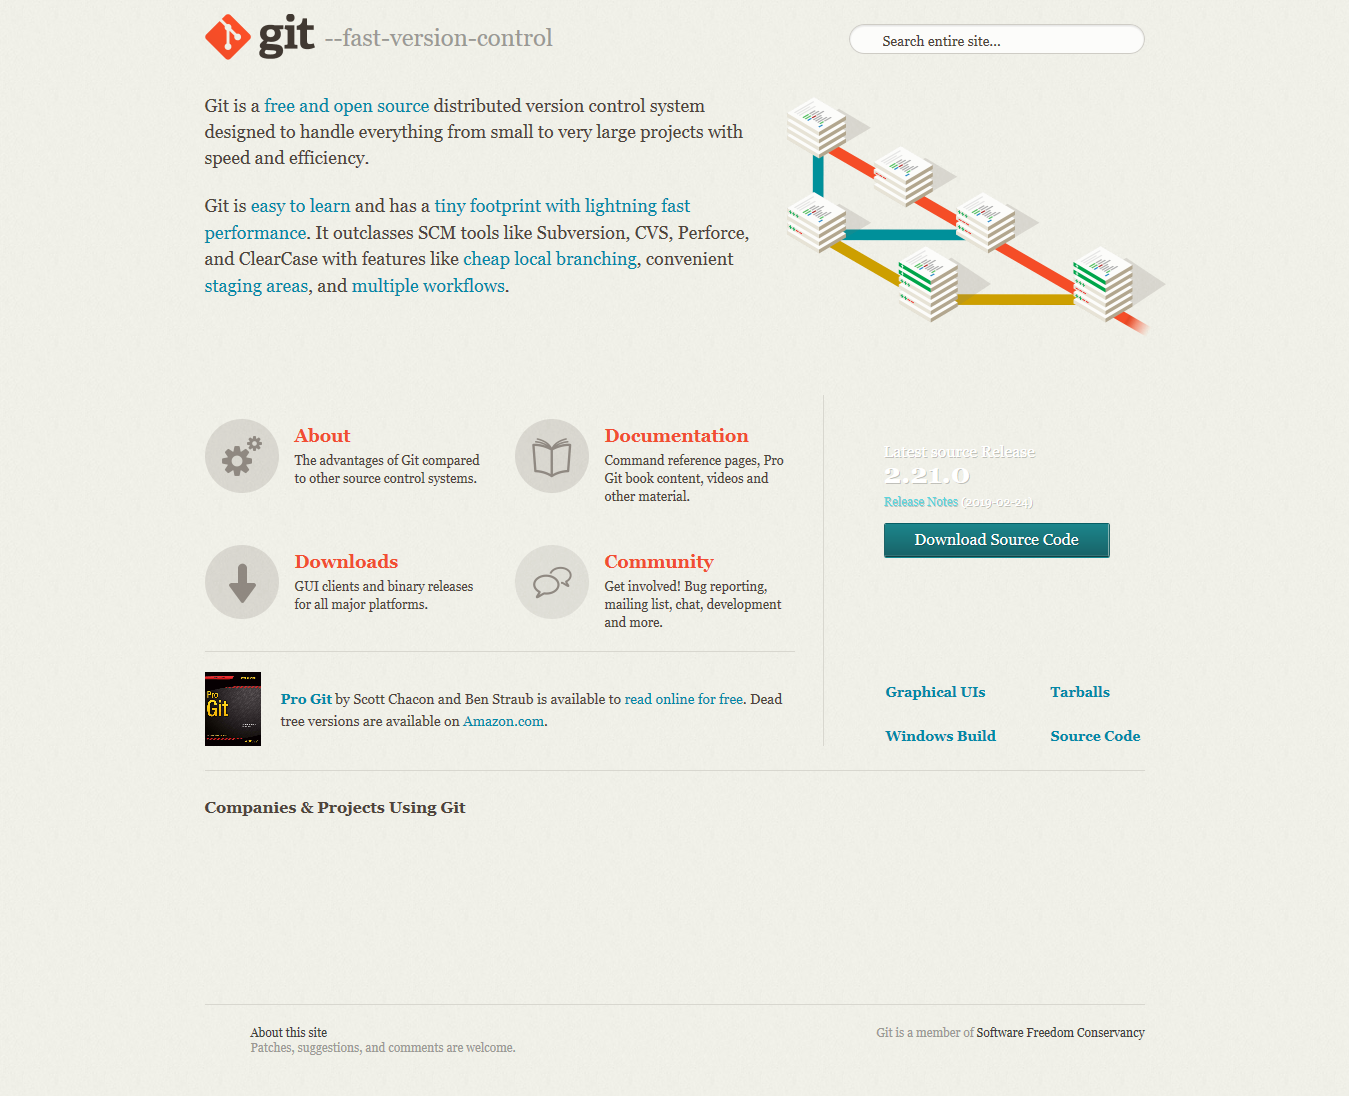 git --fast-version-control
Search entire site...
Git is a free and open source distributed version control system
designed to handle everything from small to very large projects with
speed and efficiency.
Git is easy to learn and has a tiny footprint with lightning fast
performance. It outclasses SCM tools like Subversion, CVS, Perforce,
and ClearCase with features like cheap local branching, convenient
staging areas, and multiple workflows.
About
The advantages of Git compared
to other source control systems.
Documentation
Command reference pages, Pro
Git book content, videos and
other material.
Downloads
GUI clients and binary releases
for all major platforms.
Community
Get involved! Bug reporting,
mailing list, chat, development
and more.
Pro
Git
Pro Git by Scott Chacon and Ben Straub is available to read online for free. Dead
tree versions are available on Amazon.com.
Latest source Release
2.21.0
Release Notes (2019-02-24)
Download Source Code
Graphical UIs
Tarballs
Windows Build
Source Code
Companies & Projects Using Git
About this site
Patches, suggestions, and comments are welcome.
Git is a member of Software Freedom Conservancy